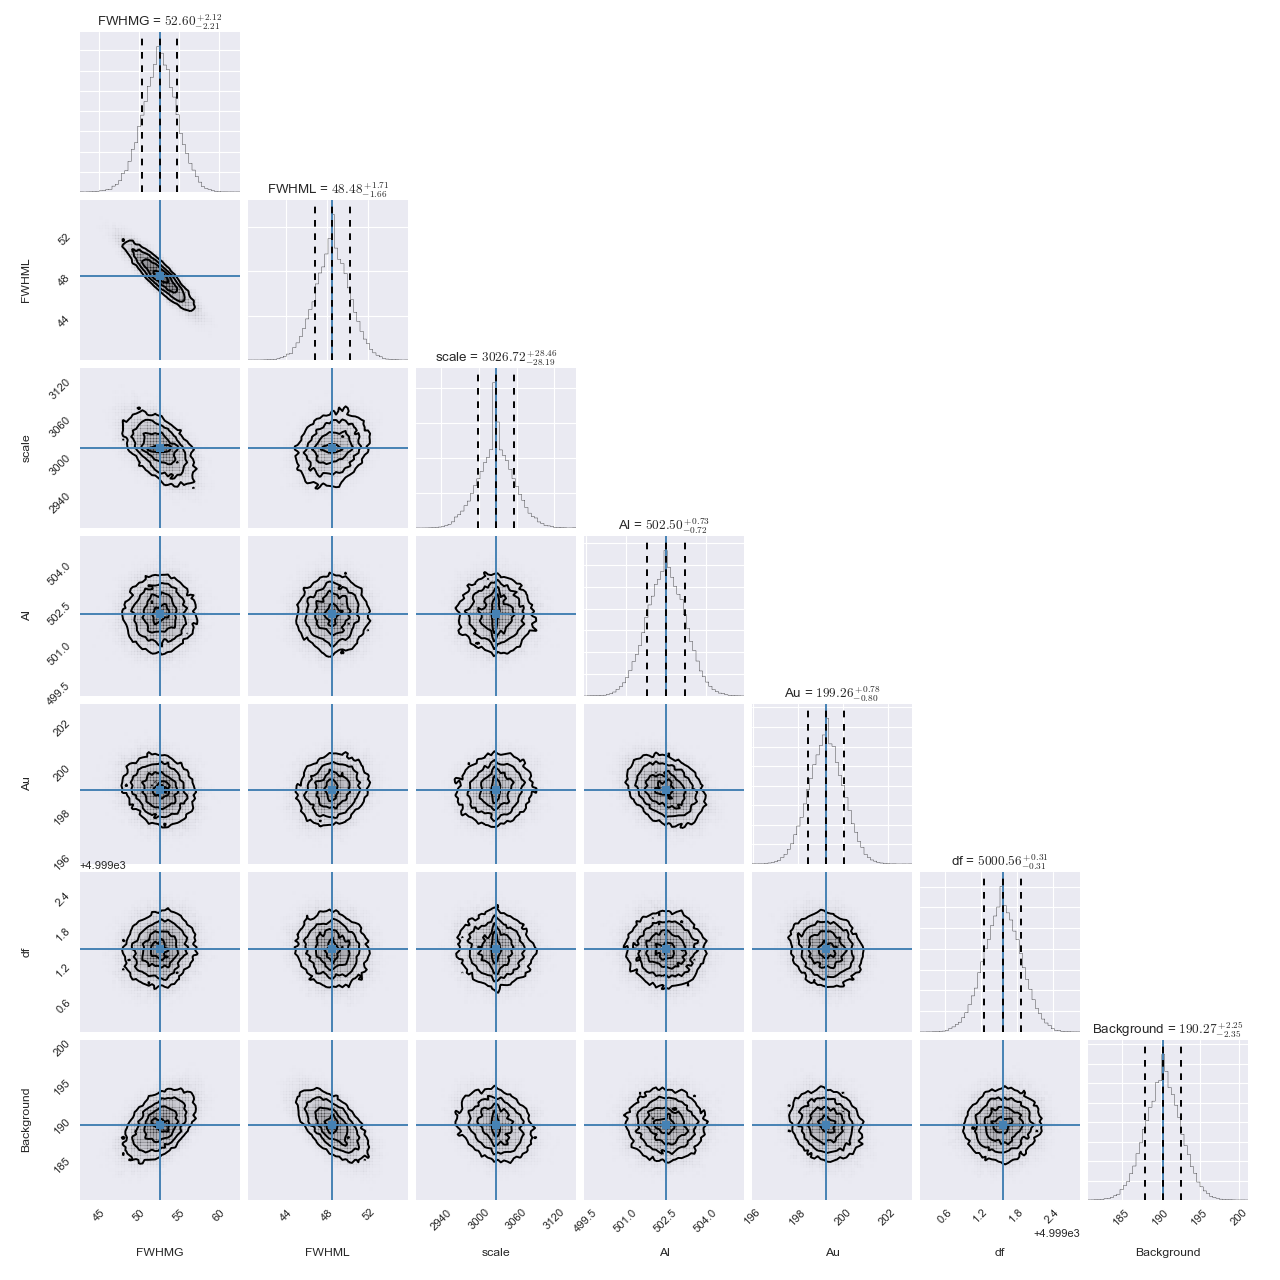 FWHMG = 52.60+2.12−2.21
FWHML = 48.48+1.71−1.66
52
48
44
FWHML
scale = 3026.72+28.46−28.19
3120
3060
3000
2940
scale
Al = 502.50+0.73−0.72
504.0
502.5
501.0
499.5
Al
Au = 199.26+0.78−0.80
202
200
198
196
Au
+4.999e3
df = 5000.56+0.31−0.31
2.4
1.8
1.2
0.6
df
Background = 190.27+2.25−2.35
200
195
190
185
Background
45 50 55 60 44 48 52 2940 3000 3060 3120 499.5 501.0 502.5 504.0 196 198 200 202 0.6 1.2 1.8 2.4 185 190 195 200
+4.999e3
FWHMG FWHML scale Al Au df Background